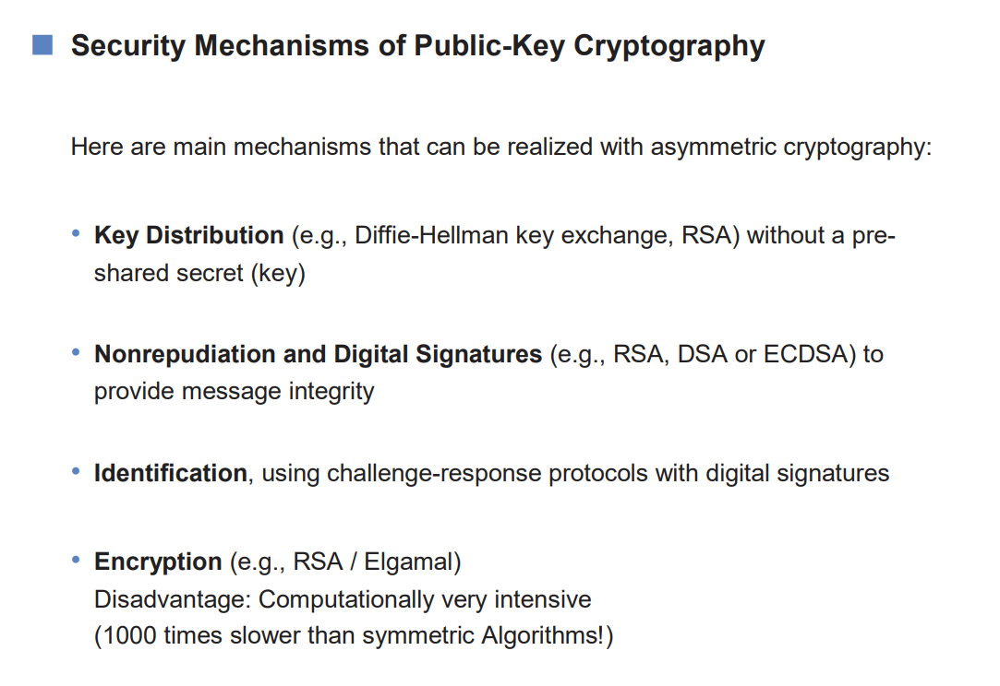 Security Mechanisms of Public-Key Cryptography
Here are main mechanisms that can be realized with asymmetric cryptography:
• Key Distribution (e.g., Diffie-Hellman key exchange, RSA) without a pre-
shared secret (key)
• Nonrepudiation and Digital Signatures (e.g., RSA, DSA or ECDSA) to
provide message integrity
• Identification, using challenge-response protocols with digital signatures
• Encryption (e.g., RSA / Elgamal)
Disadvantage: Computationally very intensive
(1000 times slower than symmetric Algorithms!)